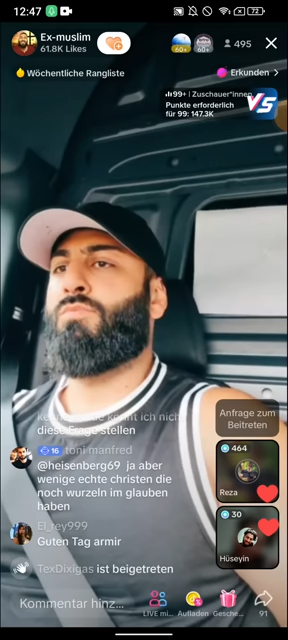 12:47
72
Ex-muslim
61.8K Likes
60+
60+
495
Wöchentliche Rangliste
Erkunden >
99+ | Zuschauer*innen
Punkte erforderlich
für 99: 147.3K
VS
diese Frage stellen
16 toni manfred
@heisenberg69 ja aber
wenige echte christen die
noch wurzeln im glauben
haben
El_rey999
Guten Tag armir
TexDixigas ist beigetreten
Anfrage zum
Beitreten
464
Reza
30
Hüseyin
Kommentar hinz...
LIVE mi...
Aufladen
Gesche...
91